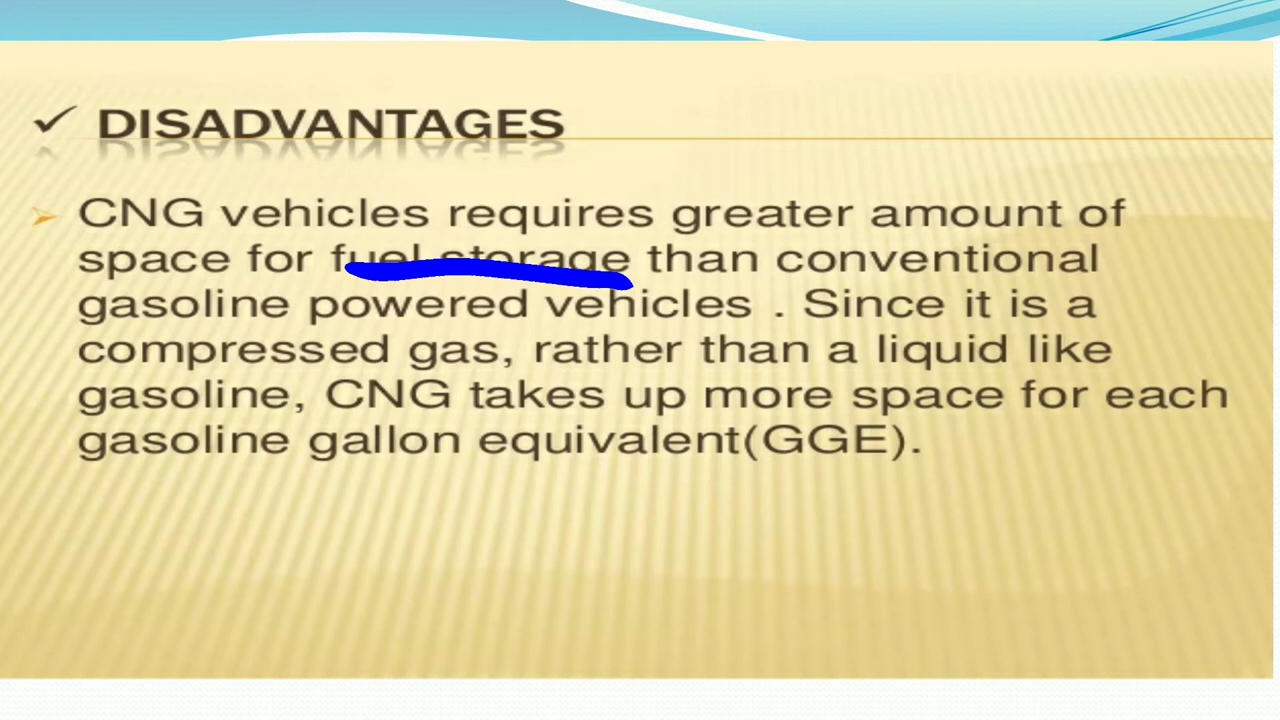 DISADVANTAGES
CNG vehicles requires greater amount of
space for fuel storage than conventional
gasoline powered vehicles . Since it is a
compressed gas, rather than a liquid like
gasoline, CNG takes up more space for each
gasoline gallon equivalent(GGE).